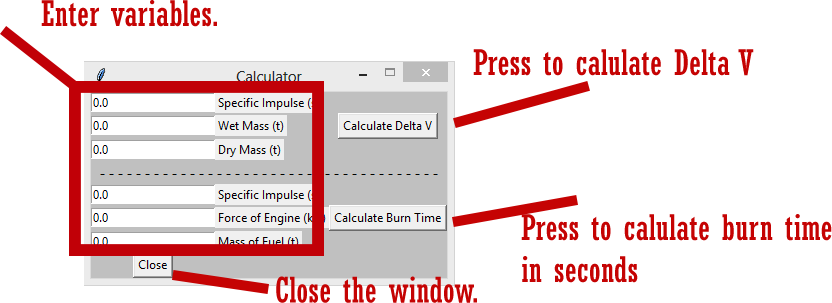 Enter variables.
Calculator
Press to calulate Delta V
0.0 Specific Impulse (
0.0 Wet Mass (t) Calculate Delta V
0.0 Dry Mass (t)
- - - - - - - - - - - - - - - - - - - - - - - - - - - - - - - - - - - - - -
0.0 Specific Impulse (
0.0 Force of Engine (k Calculate Burn Time
0.0 Mass of Fuel (t)
Press to calulate burn time
in seconds
Close
Close the window.